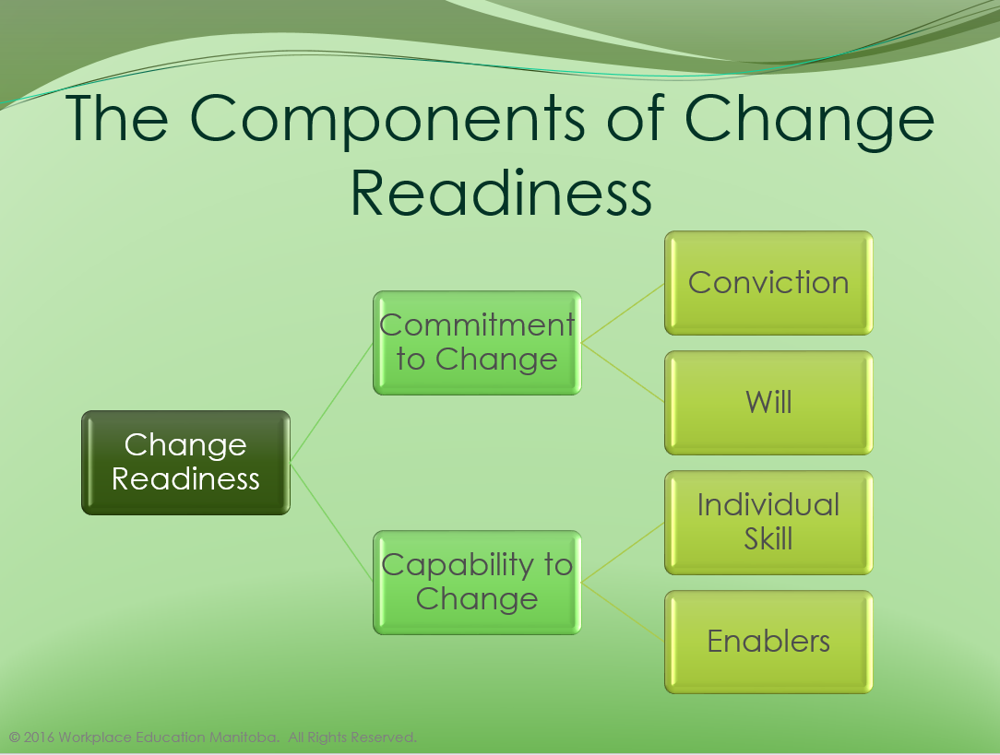 The Components of Change
Readiness
Change
Readiness
Commitment
to Change
Capability to
Change
Conviction
Will
Individual
Skill
Enablers
© 2016 Workplace Education Manitoba.  All Rights Reserved.